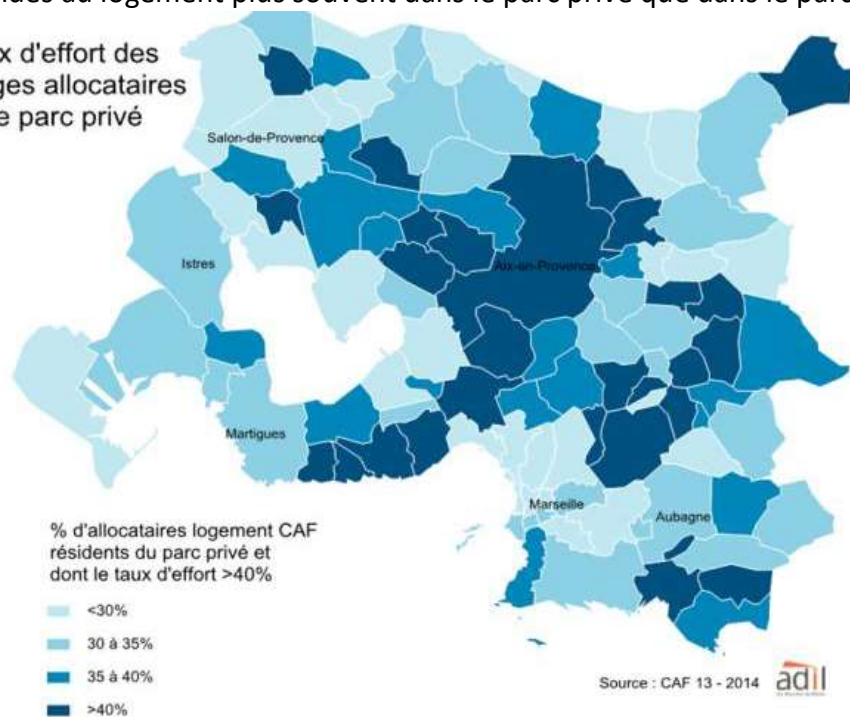 du logement plus souvent dans le parc privé que dans le parc
x d'effort des
ges allocataires
e parc privé
Salon-de-Provence
Istres
Aix-en-Provence
Martigues
Marseille
Aubagne
% d'allocataires logement CAF
résidents du parc privé et
dont le taux d'effort >40%
<30%
30 à 35%
35 à 40%
>40%
Source : CAF 13 - 2014
adil